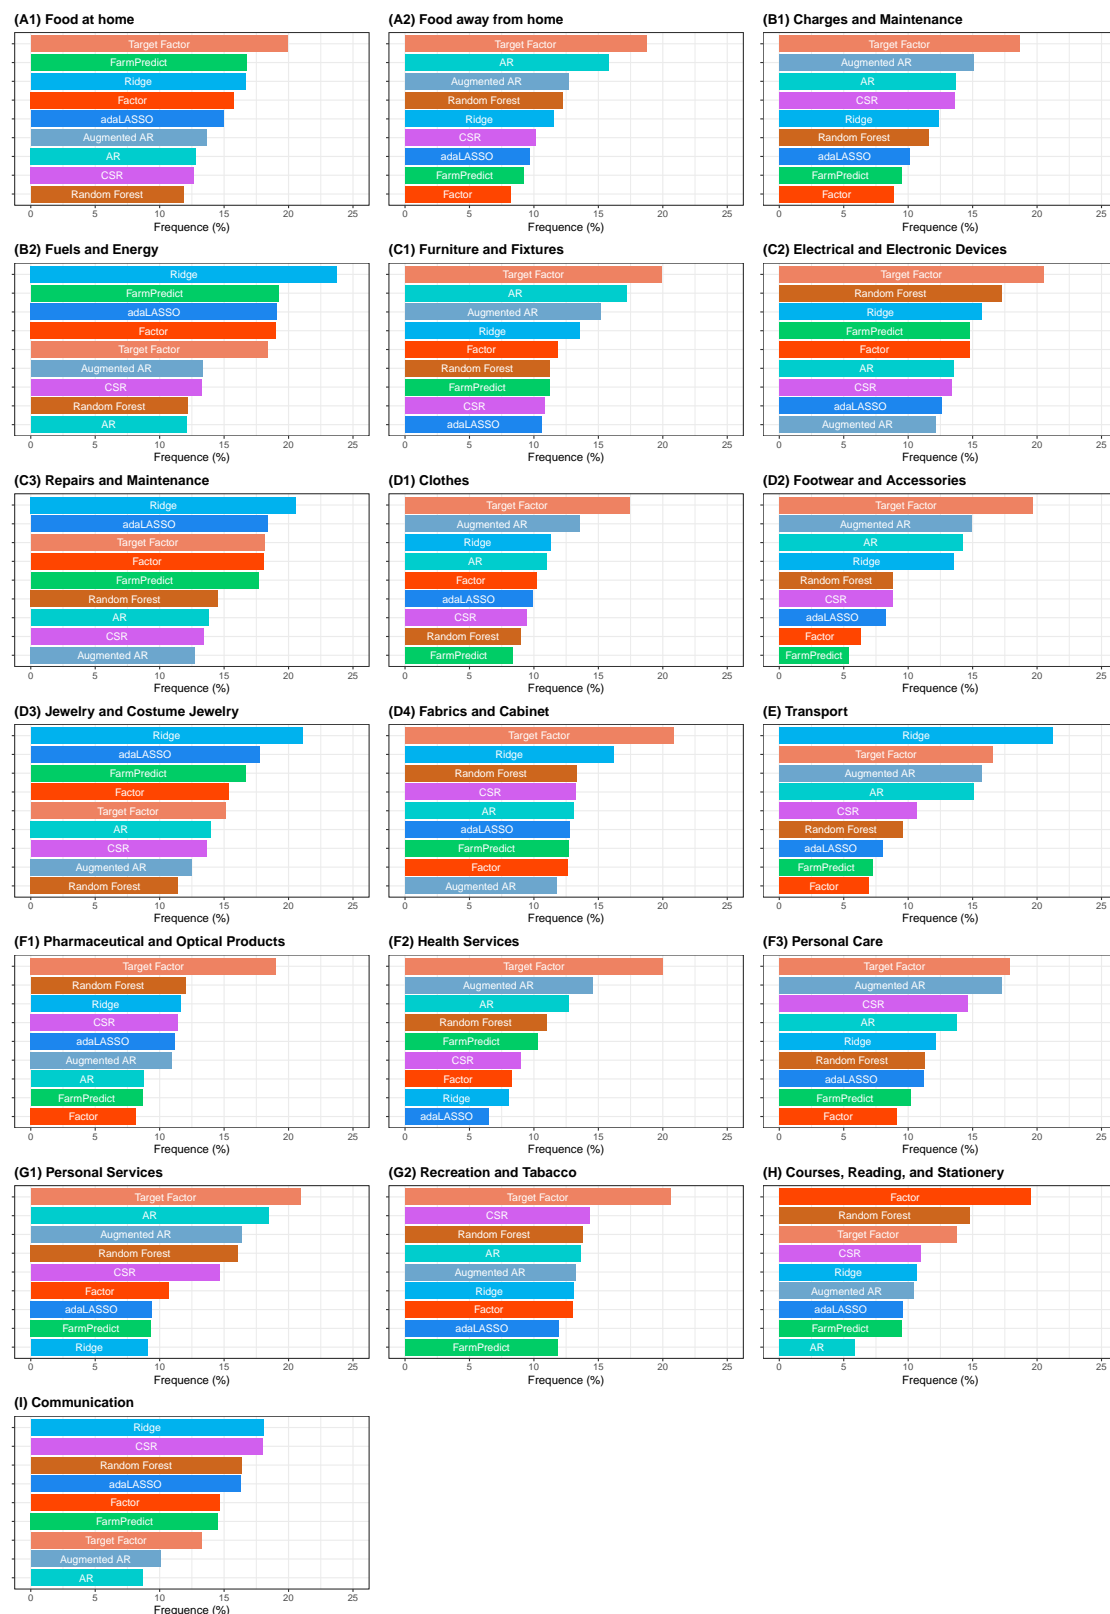 (A1) Food at home
Target Factor
FarmPredict
Ridge
Factor
adaLASSO
Augmented AR
AR
CSR
Random Forest
0 5 10 15 20 25
Frequence (%)
(A2) Food away from home
Target Factor
AR
Augmented AR
Random Forest
Ridge
CSR
adaLASSO
FarmPredict
Factor
0 5 10 15 20 25
Frequence (%)
(B1) Charges and Maintenance
Target Factor
Augmented AR
AR
CSR
Ridge
Random Forest
adaLASSO
FarmPredict
Factor
0 5 10 15 20 25
Frequence (%)
(B2) Fuels and Energy
Ridge
FarmPredict
adaLASSO
Factor
Target Factor
Augmented AR
CSR
Random Forest
AR
0 5 10 15 20 25
Frequence (%)
(C1) Furniture and Fixtures
Target Factor
AR
Augmented AR
Ridge
Factor
Random Forest
FarmPredict
CSR
adaLASSO
0 5 10 15 20 25
Frequence (%)
(C2) Electrical and Electronic Devices
Target Factor
Random Forest
Ridge
FarmPredict
Factor
AR
CSR
adaLASSO
Augmented AR
0 5 10 15 20 25
Frequence (%)
(C3) Repairs and Maintenance
Ridge
adaLASSO
Target Factor
Factor
FarmPredict
Random Forest
AR
CSR
Augmented AR
0 5 10 15 20 25
Frequence (%)
(D1) Clothes
Target Factor
Augmented AR
Ridge
AR
Factor
adaLASSO
CSR
Random Forest
FarmPredict
0 5 10 15 20 25
Frequence (%)
(D2) Footwear and Accessories
Target Factor
Augmented AR
AR
Ridge
Random Forest
CSR
adaLASSO
Factor
FarmPredict
0 5 10 15 20 25
Frequence (%)
(D3) Jewelry and Costume Jewelry
Ridge
adaLASSO
FarmPredict
Factor
Target Factor
AR
CSR
Augmented AR
Random Forest
0 5 10 15 20 25
Frequence (%)
(D4) Fabrics and Cabinet
Target Factor
Ridge
Random Forest
CSR
AR
adaLASSO
FarmPredict
Factor
Augmented AR
0 5 10 15 20 25
Frequence (%)
(E) Transport
Ridge
Target Factor
Augmented AR
AR
CSR
Random Forest
adaLASSO
FarmPredict
Factor
0 5 10 15 20 25
Frequence (%)
(F1) Pharmaceutical and Optical Products
Target Factor
Random Forest
Ridge
CSR
adaLASSO
Augmented AR
AR
FarmPredict
Factor
0 5 10 15 20 25
Frequence (%)
(F2) Health Services
Target Factor
Augmented AR
AR
Random Forest
FarmPredict
CSR
Factor
Ridge
adaLASSO
0 5 10 15 20 25
Frequence (%)
(F3) Personal Care
Target Factor
Augmented AR
CSR
AR
Ridge
Random Forest
adaLASSO
FarmPredict
Factor
0 5 10 15 20 25
Frequence (%)
(G1) Personal Services
Target Factor
AR
Augmented AR
Random Forest
CSR
Factor
adaLASSO
FarmPredict
Ridge
0 5 10 15 20 25
Frequence (%)
(G2) Recreation and Tabacco
Target Factor
CSR
Random Forest
AR
Augmented AR
Ridge
Factor
adaLASSO
FarmPredict
0 5 10 15 20 25
Frequence (%)
(H) Courses, Reading, and Stationery
Factor
Random Forest
Target Factor
CSR
Ridge
Augmented AR
adaLASSO
FarmPredict
AR
0 5 10 15 20 25
Frequence (%)
(I) Communication
Ridge
CSR
Random Forest
adaLASSO
Factor
FarmPredict
Target Factor
Augmented AR
AR
0 5 10 15 20 25
Frequence (%)